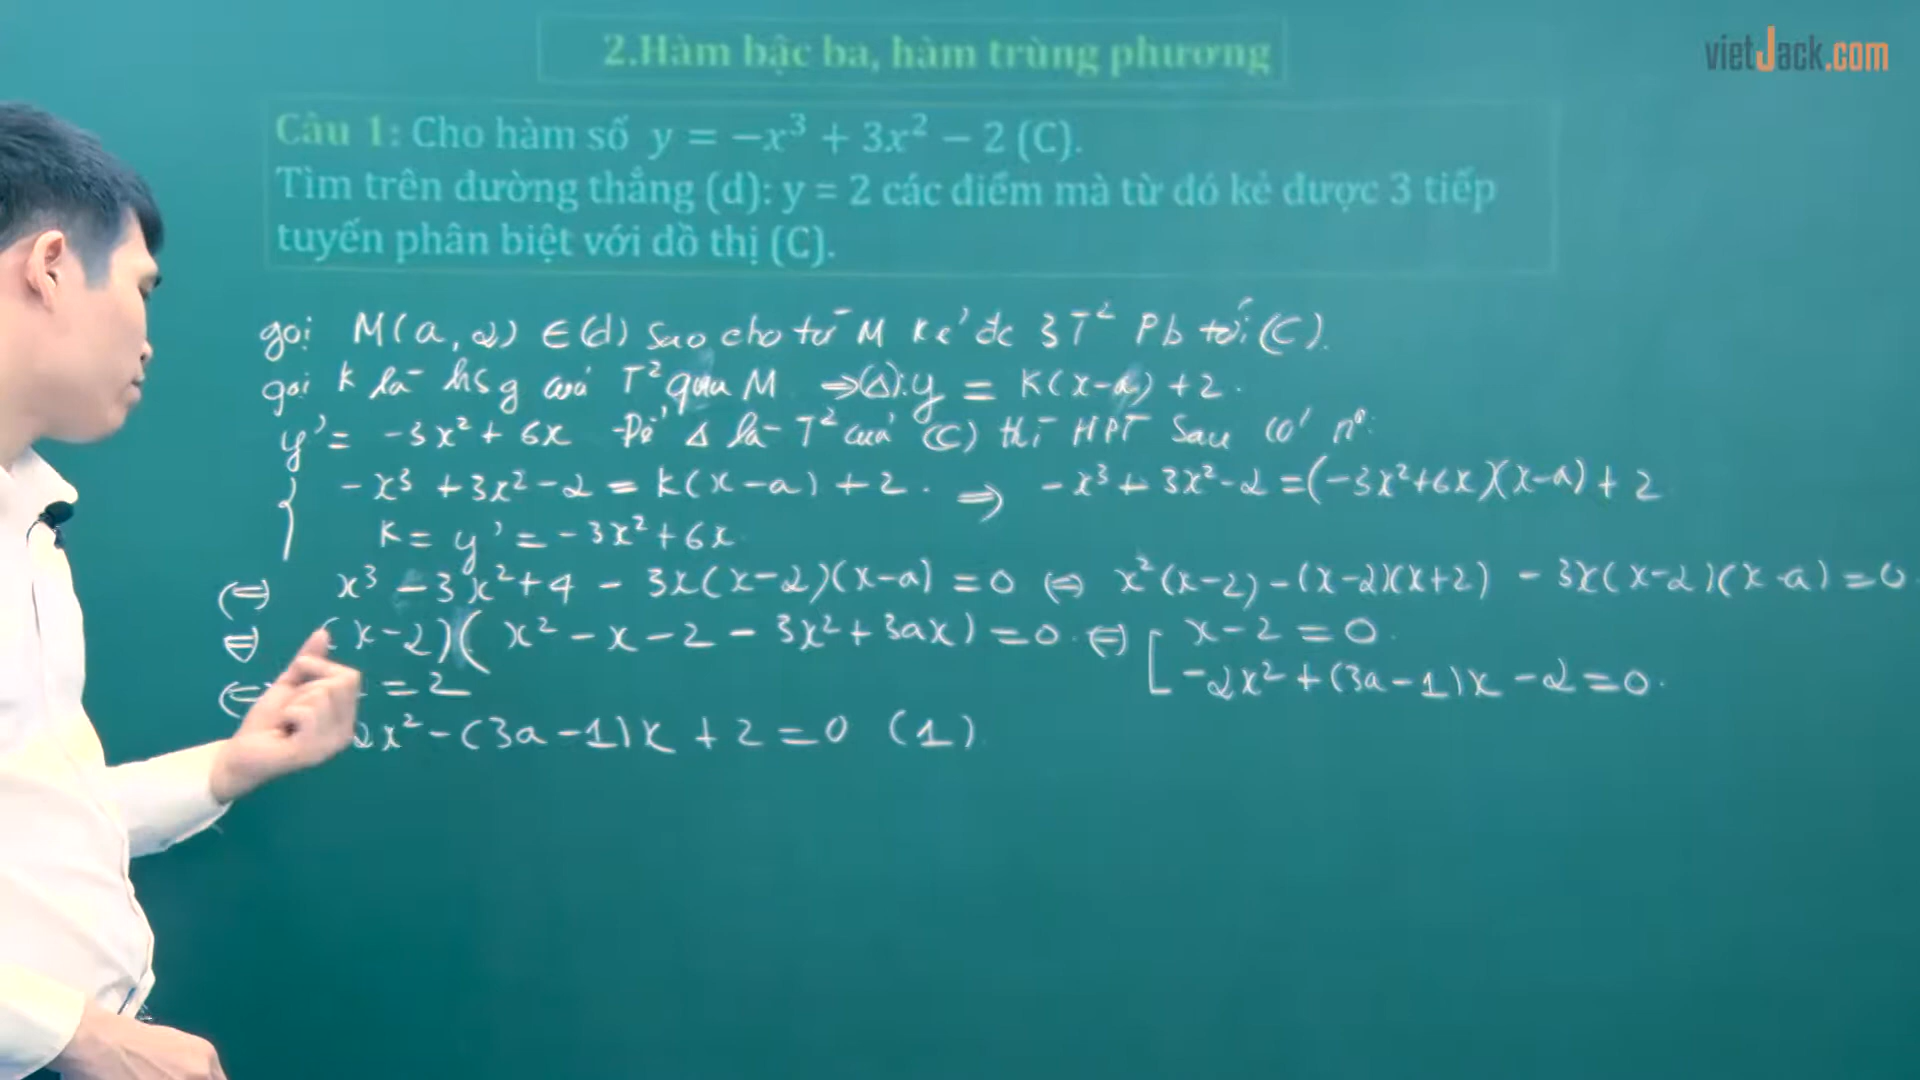 2.Hàm bậc ba, hàm trùng phương
vietJack.com
Câu 1: Cho hàm số y = −x³ + 3x² − 2 (C).
Tìm trên đường thẳng (d): y = 2 các điểm mà từ đó kẻ được 3 tiếp
tuyến phân biệt với đồ thị (C).
gọi M(a, 2) ∈ (d) sao cho từ M kẻ đc 3 T² Pb tới (C).
gọi K là hsg của T² qua M ⇒ (Δ): y = K(x-a) + 2.
y' = -3x² + 6x Để Δ là T² của (C) thì HPT sau có nº:
{ -x³ + 3x² - 2 = K(x-a) + 2. ⇒ -x³ + 3x² - 2 = (-3x² + 6x)(x-a) + 2
K = y' = -3x² + 6x
⇔ x³ - 3x² + 4 - 3x(x-2)(x-a) = 0 ⇔ x²(x-2) - (x-2)(x+2) - 3x(x-2)(x-a) = 0.
⇔ (x-2)(x² - x - 2 - 3x² + 3ax) = 0. ⇔ [ x - 2 = 0.
-2x² + (3a-1)x - 2 = 0.
⇔ = 2
2x² - (3a-1)x + 2 = 0 (1).